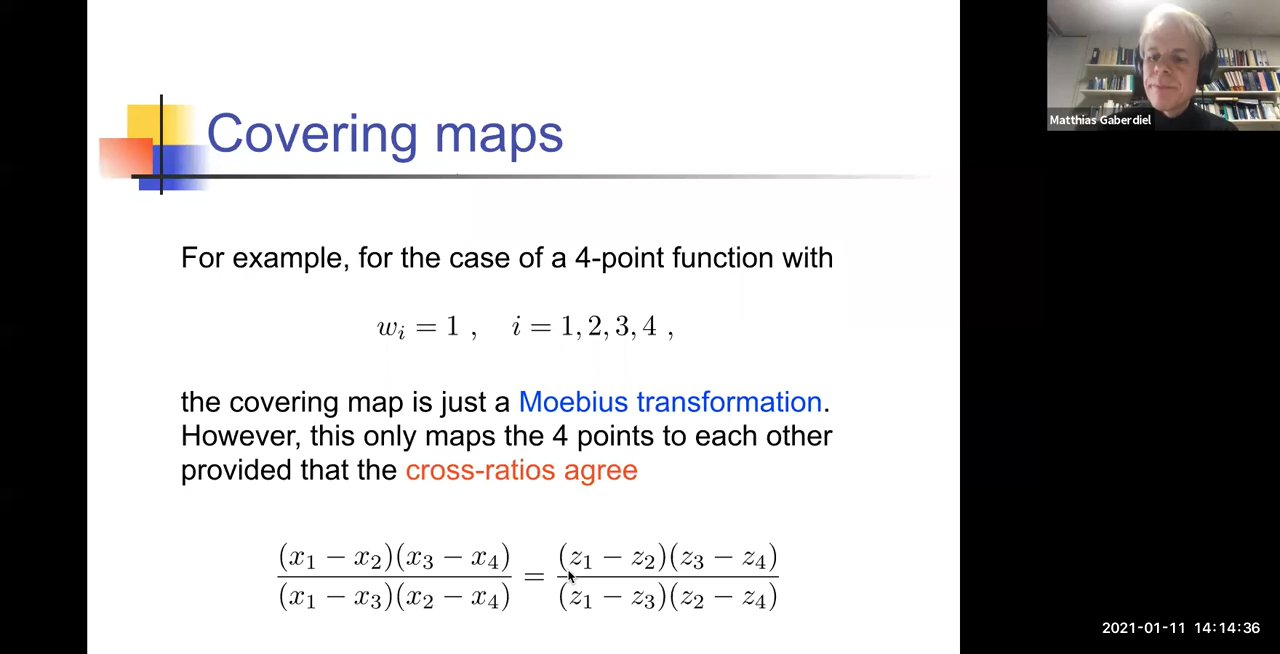 Covering maps
Matthias Gaberdiel
For example, for the case of a 4-point function with
w_i = 1 ,   i = 1, 2, 3, 4 ,
the covering map is just a Moebius transformation.
However, this only maps the 4 points to each other
provided that the cross-ratios agree
\frac{(x_1 − x_2)(x_3 − x_4)}{(x_1 − x_3)(x_2 − x_4)} = \frac{(z_1 − z_2)(z_3 − z_4)}{(z_1 − z_3)(z_2 − z_4)}
2021-01-11 14:14:36